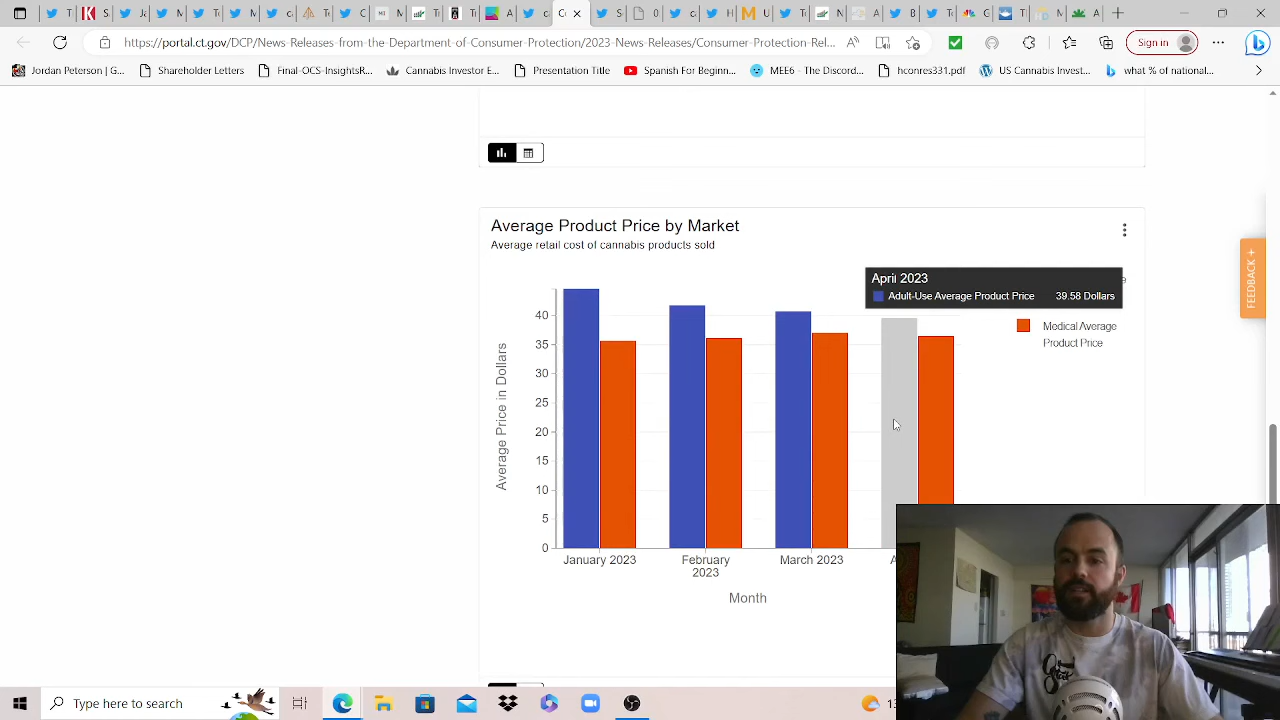 T
K S
T
Jo
T
T
c
T
C
MI M
T
T
A
c
C
S
0
c
H
M U
T
T
A
B
T
C
T
M
A
https://portal.ct.gov/DCP/News-Releases-from-the-Department-of-Consumer-Protection/2023-News-Releases/Consumer-Protection-Rel...
Sign in
Jordan Peterson | G...
Shareholder Letters
Final-OCS-InsightsR...
Cannabis Investor ...
Presentation Title
Spanish For Beginn...
MEE6 - The Discord...
hconres331.pdf
US Cannabis Invest...
what % of national...
Average Product Price by Market
Average retail cost of cannabis products sold
April 2023
Adult-Use Average Product Price 39.58 Dollars
Medical Average
Product Price
Average Price in Dollars
40
35
30
25
20
15
10
5
0
January 2023
February
2023
March 2023
A
Month
FEEDBACK +
Type here to search